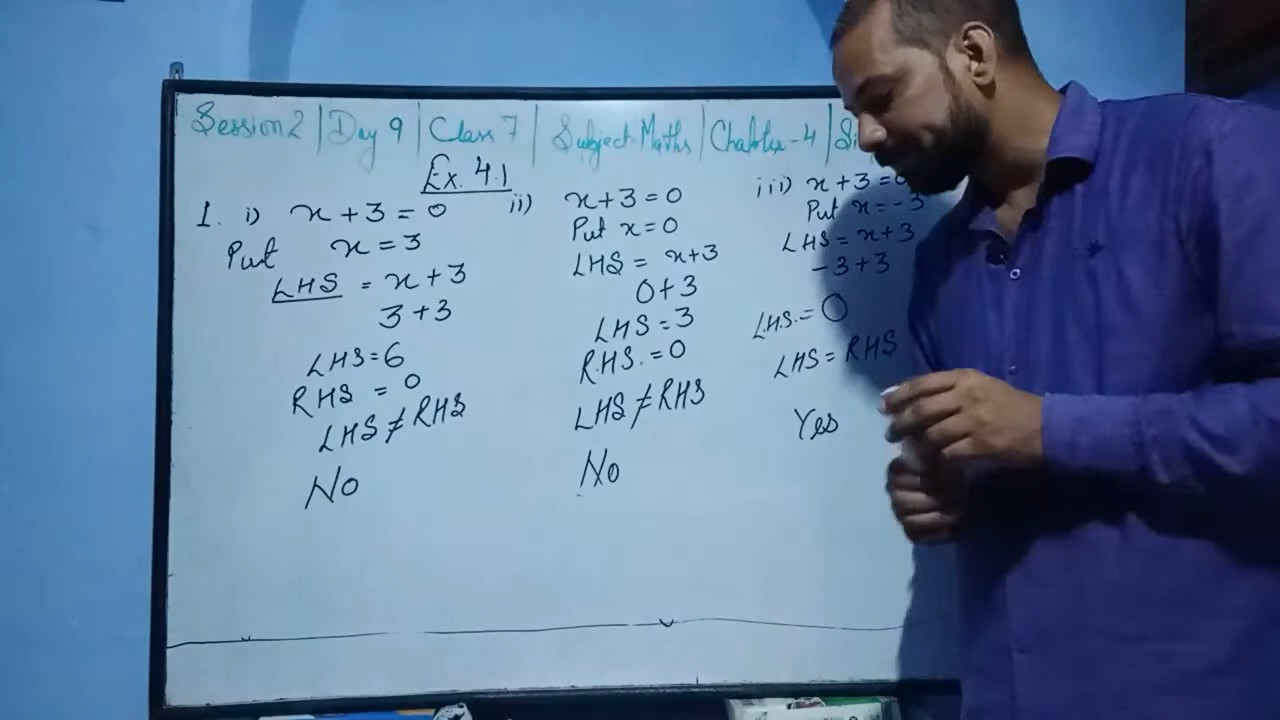 Session 2 | Day 9 | Class 7 | Subject-Maths | Chapter-4 | Si
Ex. 4.1
1. i) x + 3 = 0
Put x = 3
LHS = x + 3
3 + 3
LHS = 6
RHS = 0
LHS ≠ RHS
No
ii) x + 3 = 0
Put x = 0
LHS = x + 3
0 + 3
LHS = 3
R.H.S. = 0
LHS ≠ RHS
No
iii) x + 3 = 0
Put x = -3
LHS = x + 3
-3 + 3
L.H.S. = 0
LHS = RHS
Yes